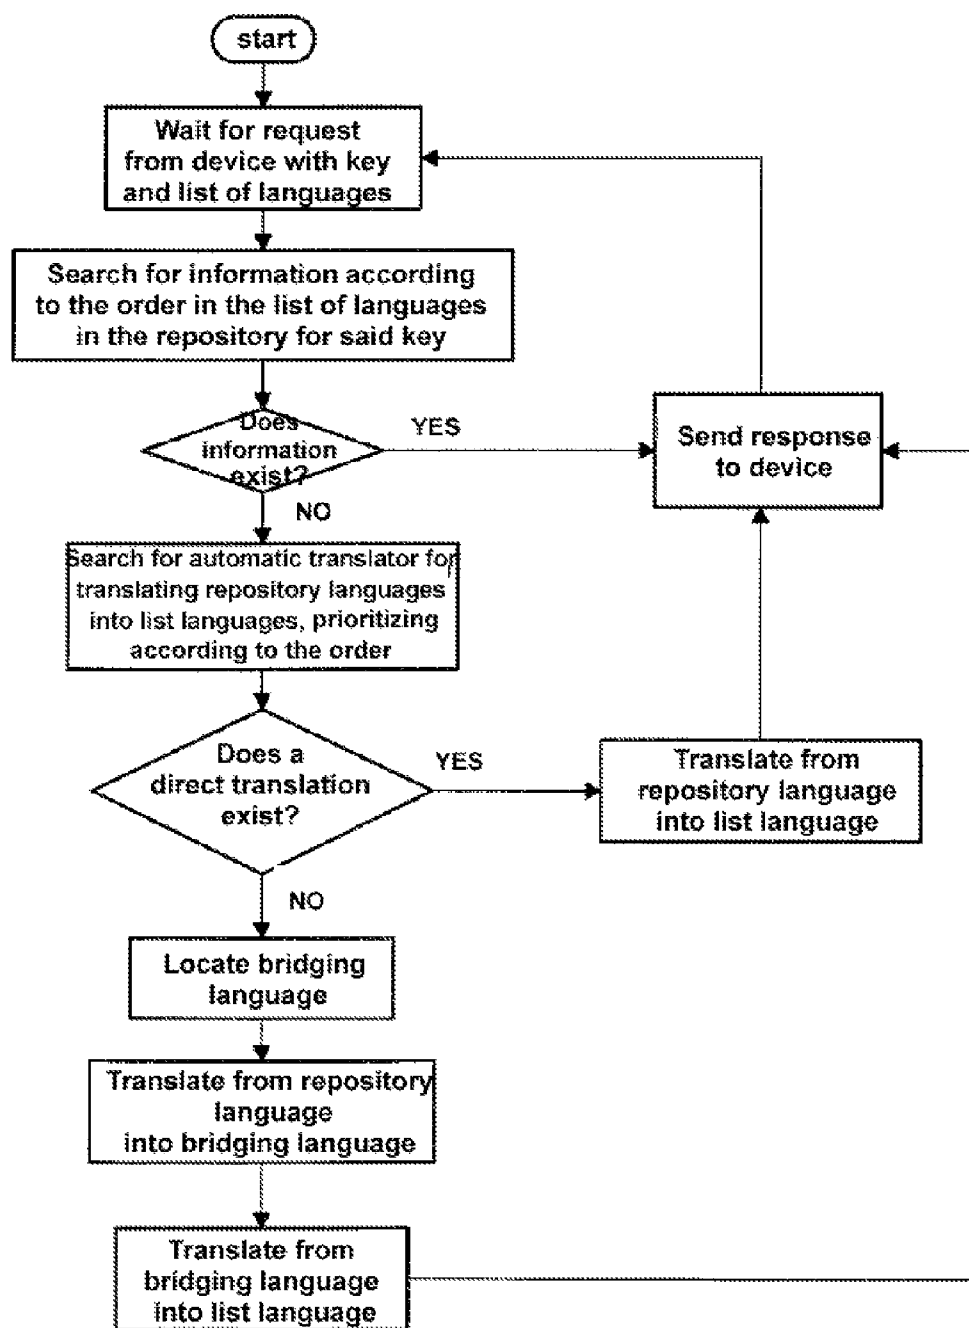 start
Wait for request
from device with key
and list of languages
Search for information according
to the order in the list of languages
in the repository for said key
Does
information
exist?
YES
Send response
to device
NO
Search for automatic translator for
translating repository languages
into list languages, prioritizing
according to the order
Does a
direct translation
exist?
YES
Translate from
repository language
into list language
NO
Locate bridging
language
Translate from repository
language
into bridging language
Translate from
bridging language
into list language